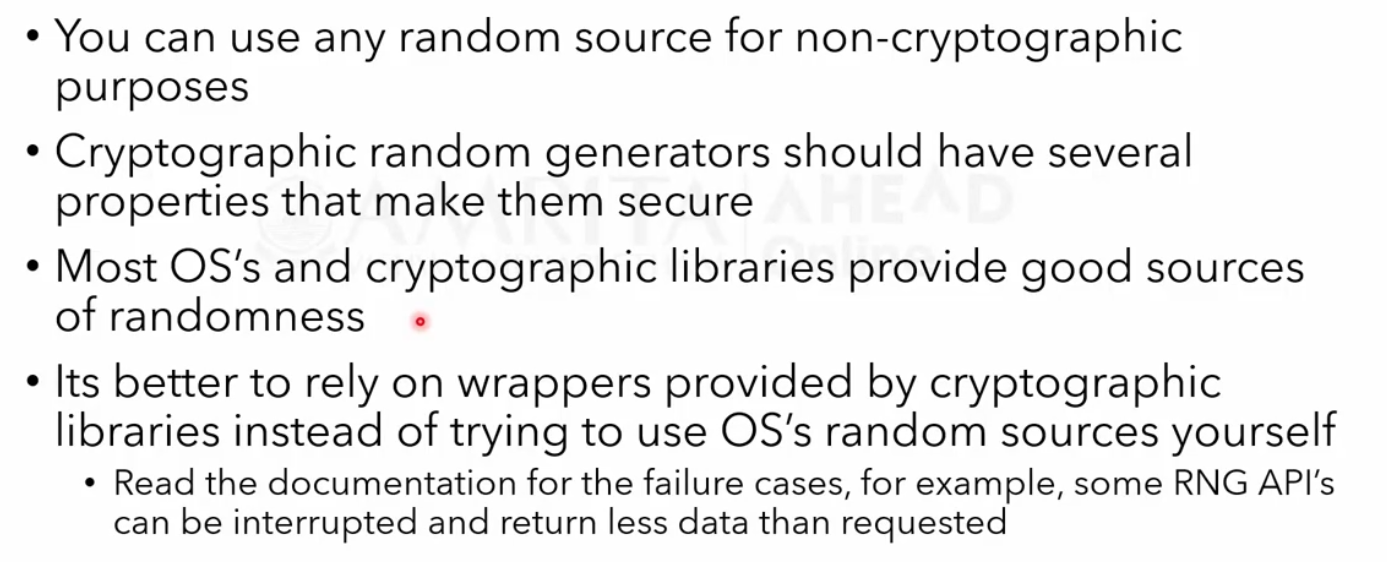 • You can use any random source for non-cryptographic
purposes
• Cryptographic random generators should have several
properties that make them secure
AMRITA AHEAD
Online
• Most OS's and cryptographic libraries provide good sources
of randomness
• Its better to rely on wrappers provided by cryptographic
libraries instead of trying to use OS's random sources yourself
• Read the documentation for the failure cases, for example, some RNG API's
can be interrupted and return less data than requested